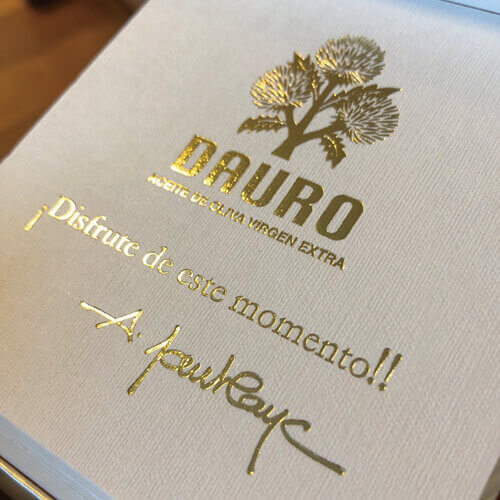 DAURO
ACEITE DE OLIVA VIRGEN EXTRA
¡Disfrute de este momento!!
A.